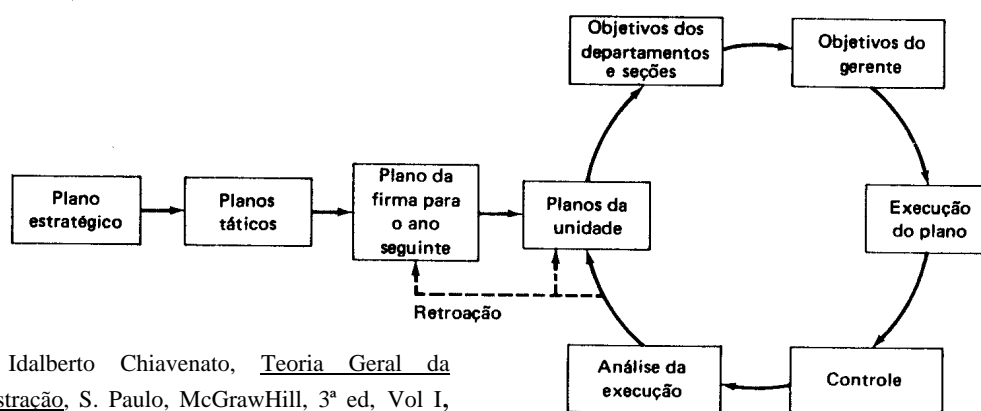 Objetivos dos
departamentos
e seções
Objetivos do
gerente
Plano
estratégico
Planos
táticos
Plano da
firma para
o ano
seguinte
Planos da
unidade
Execução
do plano
Retroação
Análise da
execução
Controle
Idalberto Chiavenato, Teoria Geral da
stração, S. Paulo, McGrawHill, 3ª ed, Vol I,